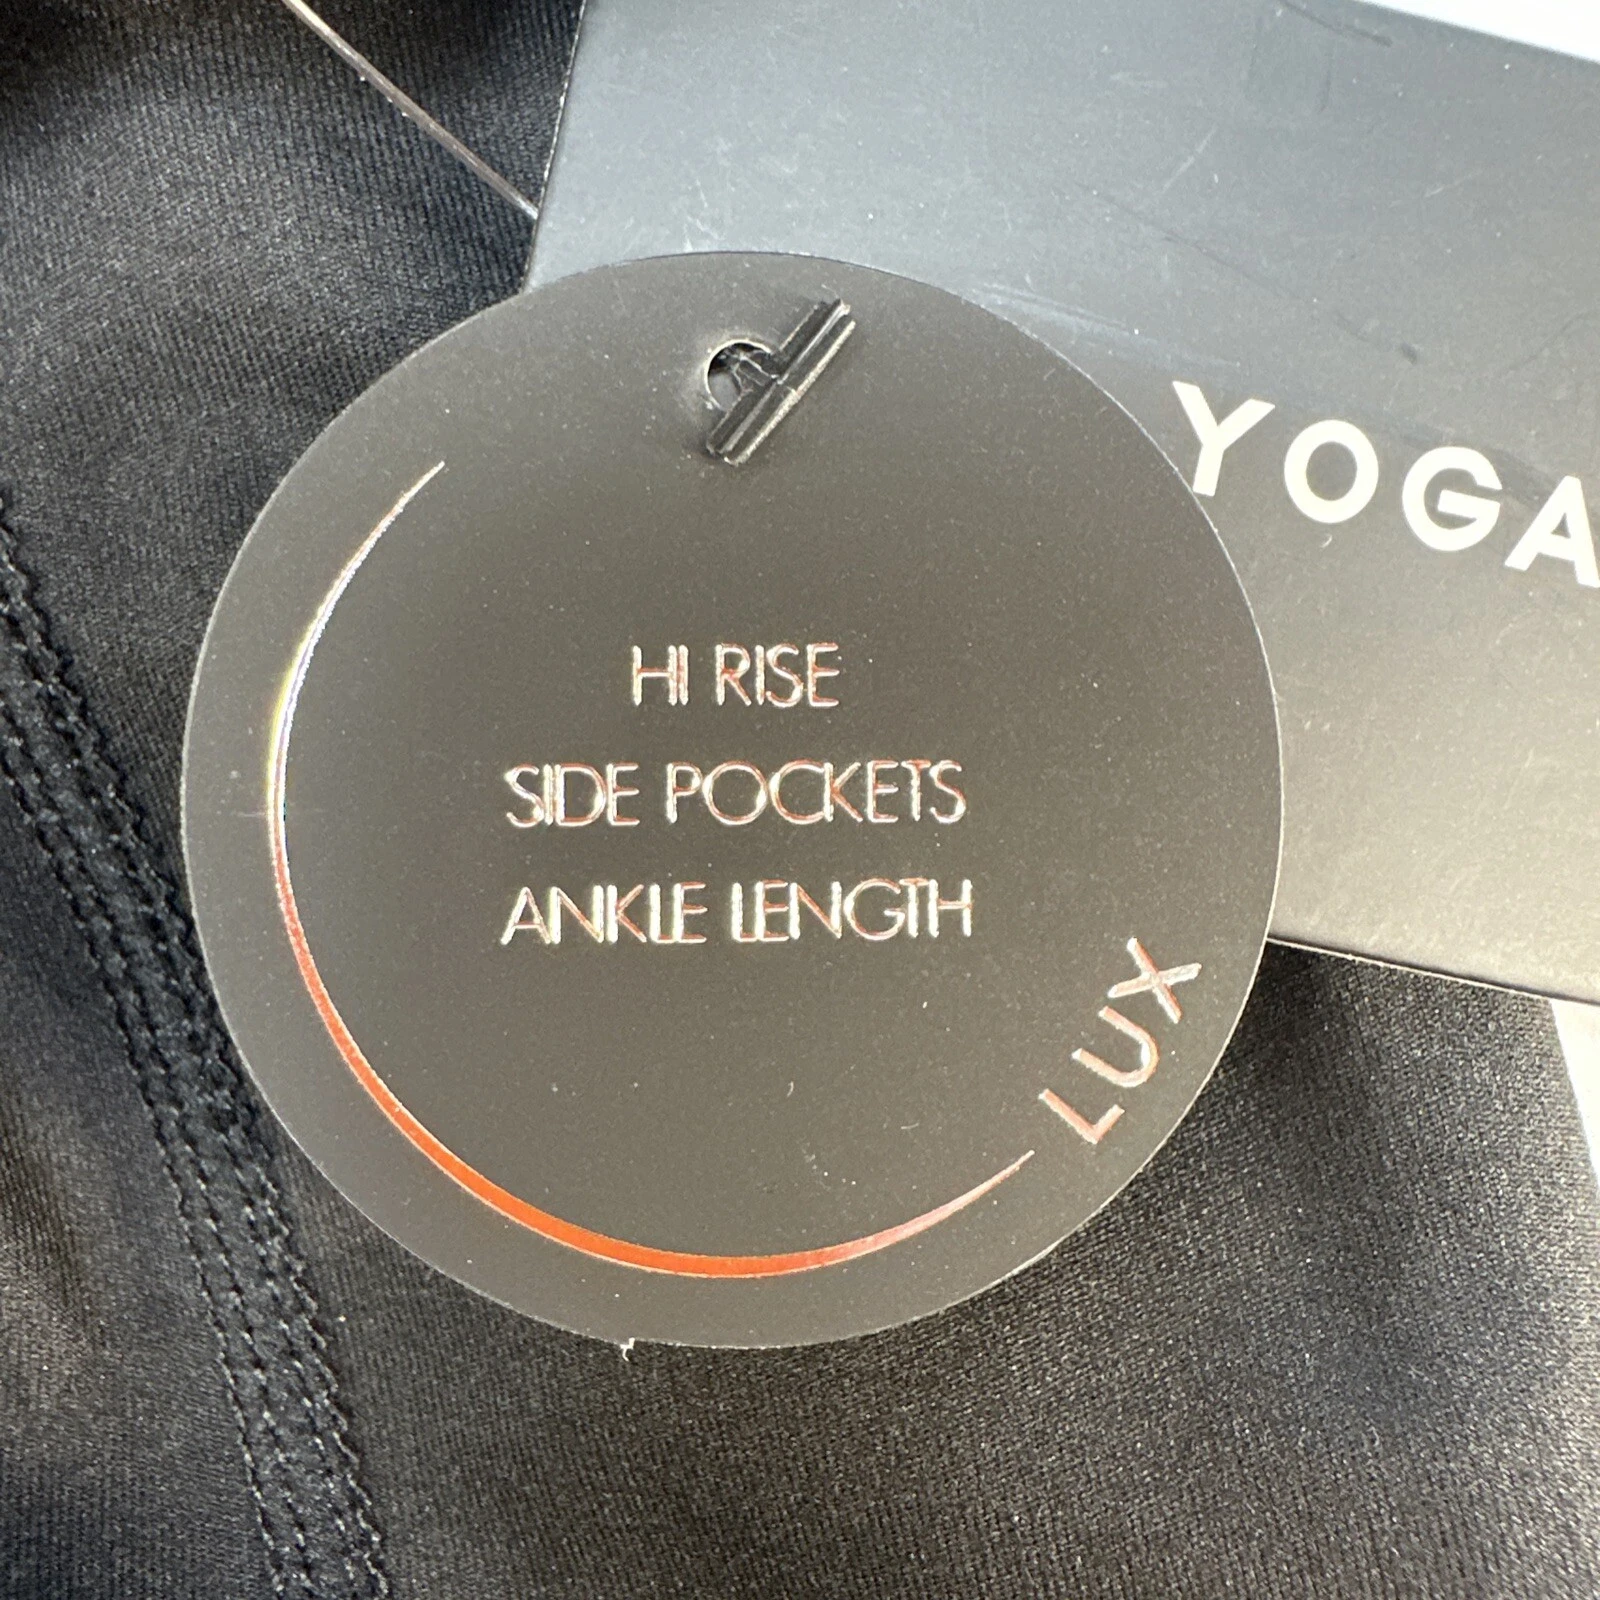 YOGA
HI RISE
SIDE POCKETS
ANKLE LENGTH
LUX